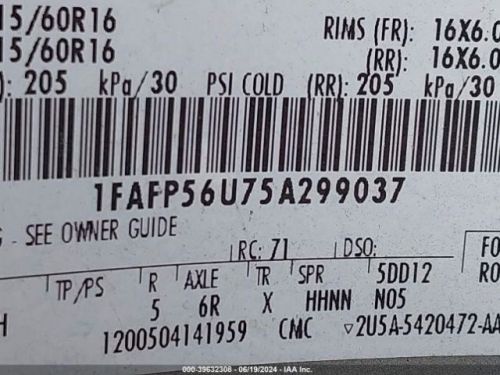 15/60R16 RIMS (FR): 16X6.0
15/60R16 (RR): 16X6.0
): 205 kPa/30 PSI COLD (RR): 205 kPa/30
1FAFP56U75A299037
G - SEE OWNER GUIDE
RC: 71 DSO: FO
TP/PS R AXLE TR SPR 5DD12 RO
5 6R X HHNN N05
H 1200504141959 CMC ▽2U5A-5420472-AA
000-39632308 - 06/19/2024 - IAA Inc.